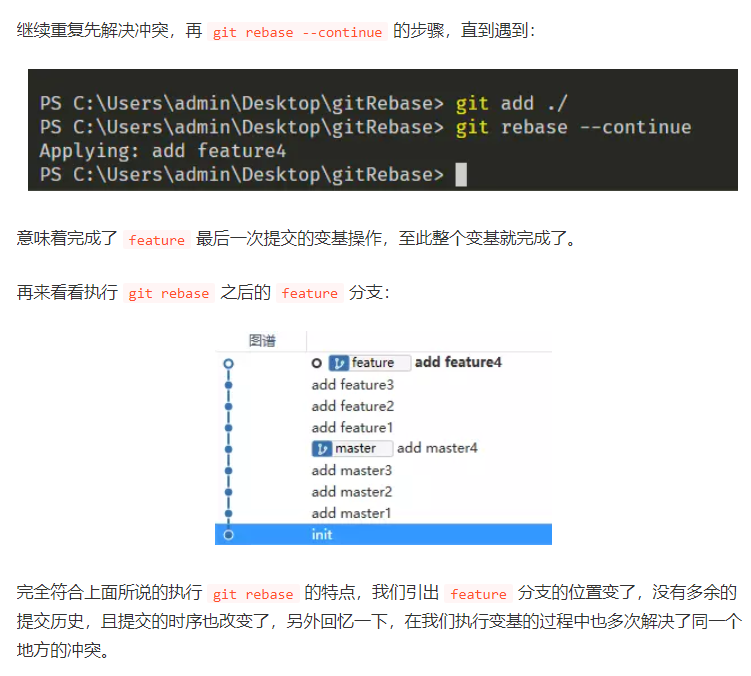 继续重复先解决冲突，再 git rebase --continue 的步骤，直到遇到：
PS C:\Users\admin\Desktop\gitRebase> git add ./
PS C:\Users\admin\Desktop\gitRebase> git rebase --continue
Applying: add feature4
PS C:\Users\admin\Desktop\gitRebase>
意味着完成了 feature 最后一次提交的变基操作，至此整个变基就完成了。
再来看看执行 git rebase 之后的 feature 分支：
图谱
feature add feature4
add feature3
add feature2
add feature1
master add master4
add master3
add master2
add master1
init
完全符合上面所说的执行 git rebase 的特点，我们引出 feature 分支的位置变了，没有多余的
提交历史，且提交的时序也改变了，另外回忆一下，在我们执行变基的过程中也多次解决了同一个
地方的冲突。